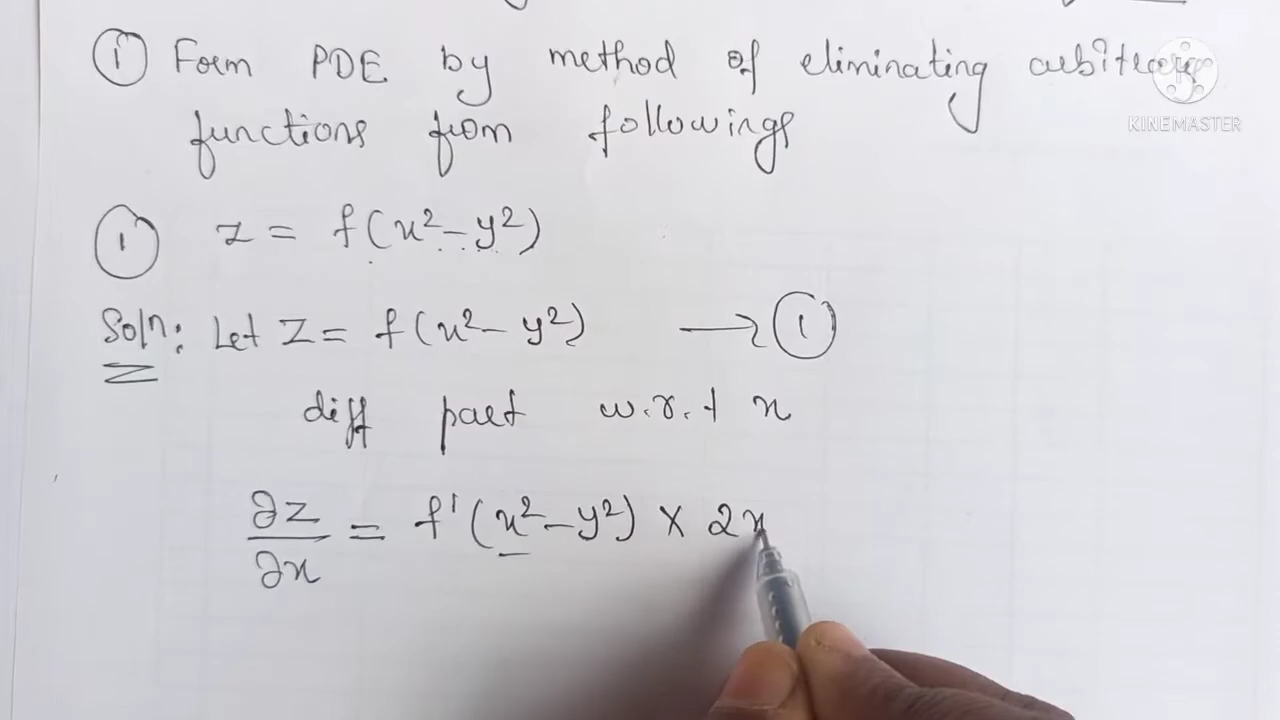 ① Form PDE by method of eliminating arbitrary
KINEMASTER
functions from followings
① z = f(x² - y²)
Soln: Let z = f(x² - y²) → ①
diff part w.r.t x
∂z/∂x = f'(x² - y²) × 2x